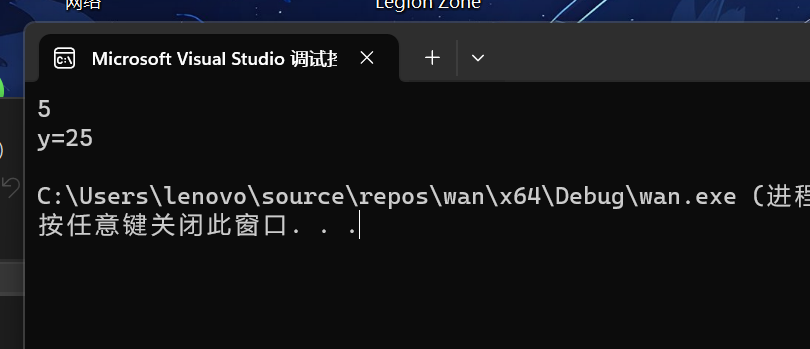 网络
Legion Zone
Microsoft Visual Studio 调试
5
y=25
C:\Users\lenovo\source\repos\wan\x64\Debug\wan.exe (进程
按任意键关闭此窗口. . .